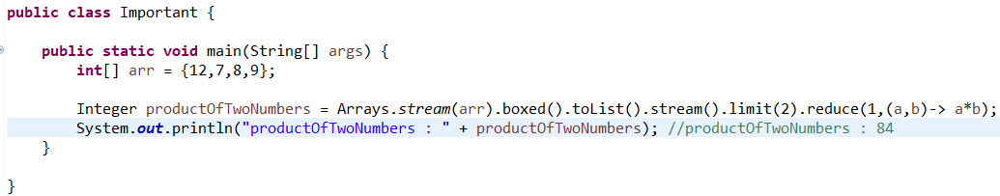 public class Important {
public static void main(String[] args) {
int[] arr = {12,7,8,9};
Integer productOfTwoNumbers = Arrays.stream(arr).boxed().toList().stream().limit(2).reduce(1,(a,b)-> a*b);
System.out.println("productOfTwoNumbers : " + productOfTwoNumbers); //productOfTwoNumbers : 84
}
}